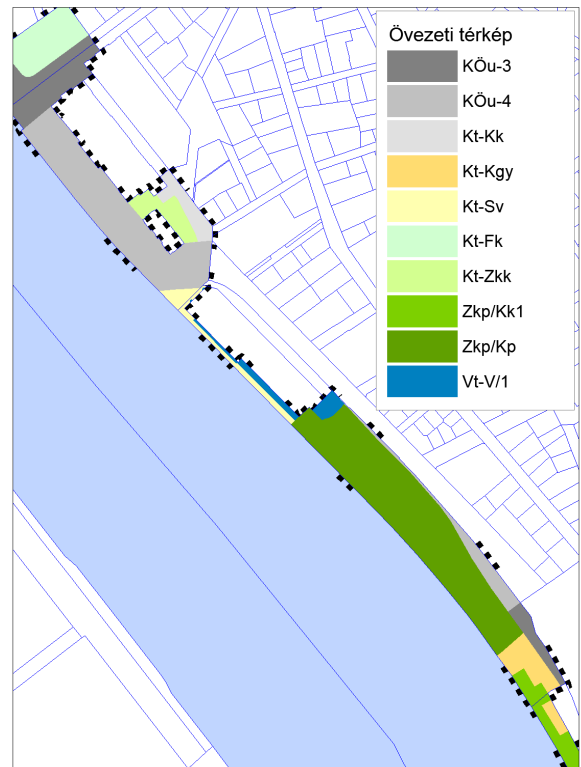 Övezeti térkép
KÖu-3
KÖu-4
Kt-Kk
Kt-Kgy
Kt-Sv
Kt-Fk
Kt-Zkk
Zkp/Kk1
Zkp/Kp
Vt-V/1